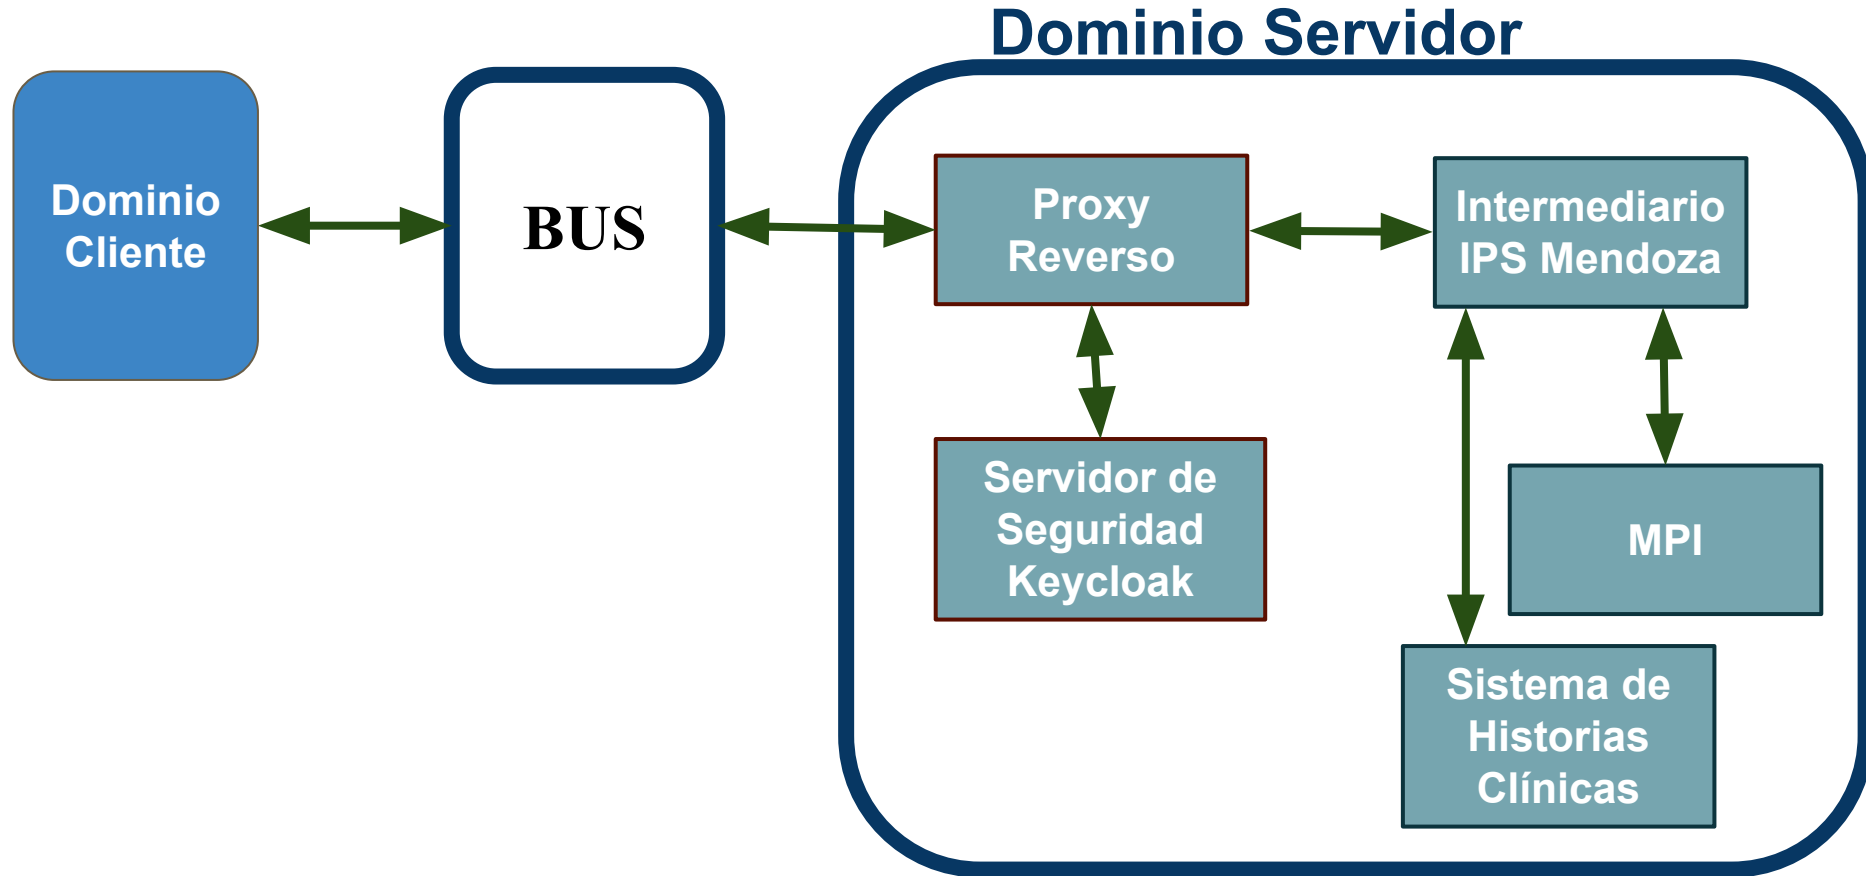 Dominio Servidor
Dominio
Cliente
BUS
Proxy
Reverso
Intermediario
IPS Mendoza
Servidor de
Seguridad
Keycloak
MPI
Sistema de
Historias
Clínicas